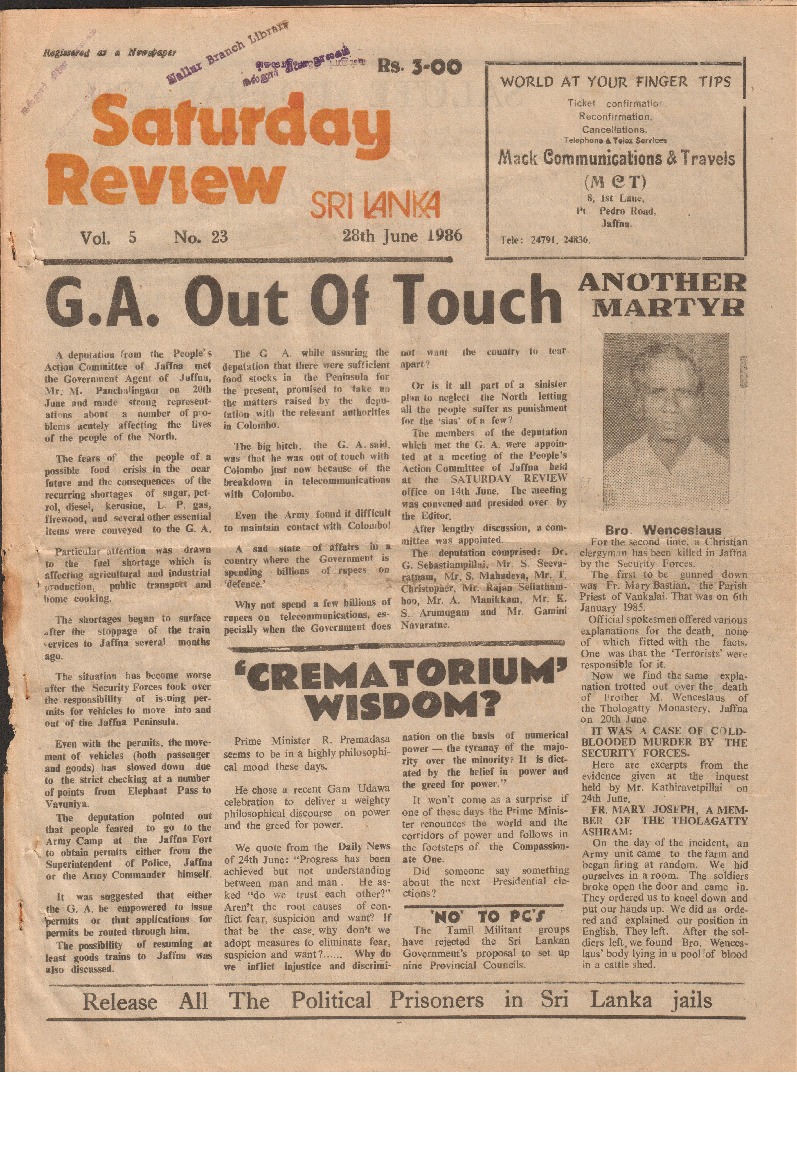 Registered as a Newspaper
Nallur Branch Library
Rs. 3-00
Saturday
Review
SRI LANKA
Vol. 5 No. 23 28th June 1986
WORLD AT YOUR FINGER TIPS
Ticket confirmation
Reconfirmation.
Cancellations.
Telephone & Telex Services
Mack Communications & Travels
(M C T)
8, 1st Lane,
Pt Pedro Road,
Jaffna.
Tele: 24791, 24836.
G.A. Out Of Touch
A deputation from the People's
Action Committee of Jaffna met
the Government Agent of Jaffna,
Mr. M. Panchalingam on 20th
June and made strong represent-
ations about a number of pro-
blems acutely affecting the lives
of the people of the North.
The fears of the people of a
possible food crisis in the near
future and the consequences of the
recurring shortages of sugar, pet-
rol, diesel, kerosine, L. P. gas,
firewood, and several other essential
items were conveyed to the G. A.
Particular attention was drawn
to the fuel shortage which is
affecting agricultural and industrial
production, public transport and
home cooking.
The shortages began to surface
after the stoppage of the train
services to Jaffna several months
ago.
The situation has become worse
after the Security Forces took over
the responsibility of issuing per-
mits for vehicles to move into and
out of the Jaffna Peninsula.
Even with the permits, the move-
ment of vehicles (both passenger
and goods) has slowed down due
to the strict checking at a number
of points from Elephant Pass to
Vavuniya.
The deputation pointed out
that people feared to go to the
Army Camp at the Jaffna Fort
to obtain permits either from the
Superintendent of Police, Jaffna
or the Army Commander himself.
It was suggested that either
the G. A. be empowered to issue
permits or that applications for
permits be routed through him.
The possibility of resuming at
least goods trains to Jaffna was
also discussed.
The G A. while assuring the
deputation that there were sufficient
food stocks in the Peninsula for
the present, promised to 'take up
the matters raised by the depu-
tation with the relevant authorities
in Colombo.
The big hitch, the G. A. said,
was that he was out of touch with
Colombo just now because of the
breakdown in telecommunications
with Colombo.
Even the Army found it difficult
to maintain contact with Colombo!
A sad state of affairs in a
country where the Government is
spending billions of rupees on
'defence.'
Why not spend a few billions of
rupees on telecommunications, es-
pecially when the Government does
not want the country to tear
apart?
Or is it all part of a sinister
plan to neglect the North letting
all the people suffer as punishment
for the 'sins' of a few?
The members of the deputation
which met the G. A. were appoin-
ted at a meeting of the People's
Action Committee of Jaffna held
at the SATURDAY REVIEW
office on 14th June. The meeting
was convened and presided over by
the Editor.
After lengthy discussion, a com-
mittee was appointed.
The deputation comprised: Dr.
G. Sebastiampillai, Mr. S. Seeva-
ratnam, Mr. S. Mahadeva, Mr. T.
Christopher, Mr. Rajan Sellatham-
boo, Mr. A. Manikkam, Mr. K.
S. Arumugam and Mr. Gamini
Navaratne.
'CREMATORIUM'
WISDOM?
Prime Minister R. Premadasa
seems to be in a highly philosophi-
cal mood these days.
He chose a recent Gam Udawa
celebration to deliver a weighty
philosophical discourse on power
and the greed for power.
We quote from the Daily News
of 24th June: "Progress has been
achieved but not understanding
between man and man. He as-
ked "do we trust each other?"
Aren't the root causes of con-
flict fear, suspicion and want? If
that be the case, why don't we
adopt measures to eliminate fear,
suspicion and want?...... Why do
we inflict injustice and discrimi-
nation on the basis of numerical
power — the tyranay of the majo-
rity over the minority? It is dict-
ated by the belief in power and
the greed for power."
It won't come as a surprise if
one of these days the Prime Minis-
ter renounces the world and the
corridors of power and follows in
the footsteps of the Compassion-
ate One.
Did someone say something
about the next Presidential ele-
ctions?
'NO' TO PC'S
The Tamil Militant groups
have rejected the Sri Lankan
Government's proposal to set up
nine Provincial Councils.
ANOTHER
MARTYR
Bro. Wenceslaus
For the second time, a Christian
clergyman has been killed in Jaffna
by the Security Forces.
The first to be gunned down
was Fr. Mary Bastian, the Parish
Priest of Vankalai. That was on 6th
January 1985.
Official spokesmen offered various
explanations for the death, none
of which fitted with the facts.
One was that the 'Terrorists' were
responsible for it.
Now we find the same expla-
nation trotted out over the death
of Brother M. Wenceslaus of
the Thologatty Monastery, Jaffna
on 20th June.
IT WAS A CASE OF COLD-
BLOODED MURDER BY THE
SECURITY FORCES.
Here are excerpts from the
evidence given at the inquest
held by Mr. Kathiravetpillai on
24th June,
FR. MARY JOSEPH, A MEM-
BER OF THE THOLAGATTY
ASHRAM:
On the day of the incident, an
Army unit came to the farm and
began firing at random. We hid
ourselves in a room. The soldiers
broke open the door and came in.
They ordered us to kneel down and
put our hands up. We did as orde-
red and explained our position in
English. They left. After the sol-
diers left, we found Bro. Wences-
laus' body lying in a pool of blood
in a cattle shed.
Release All The Political Prisoners in Sri Lanka jails